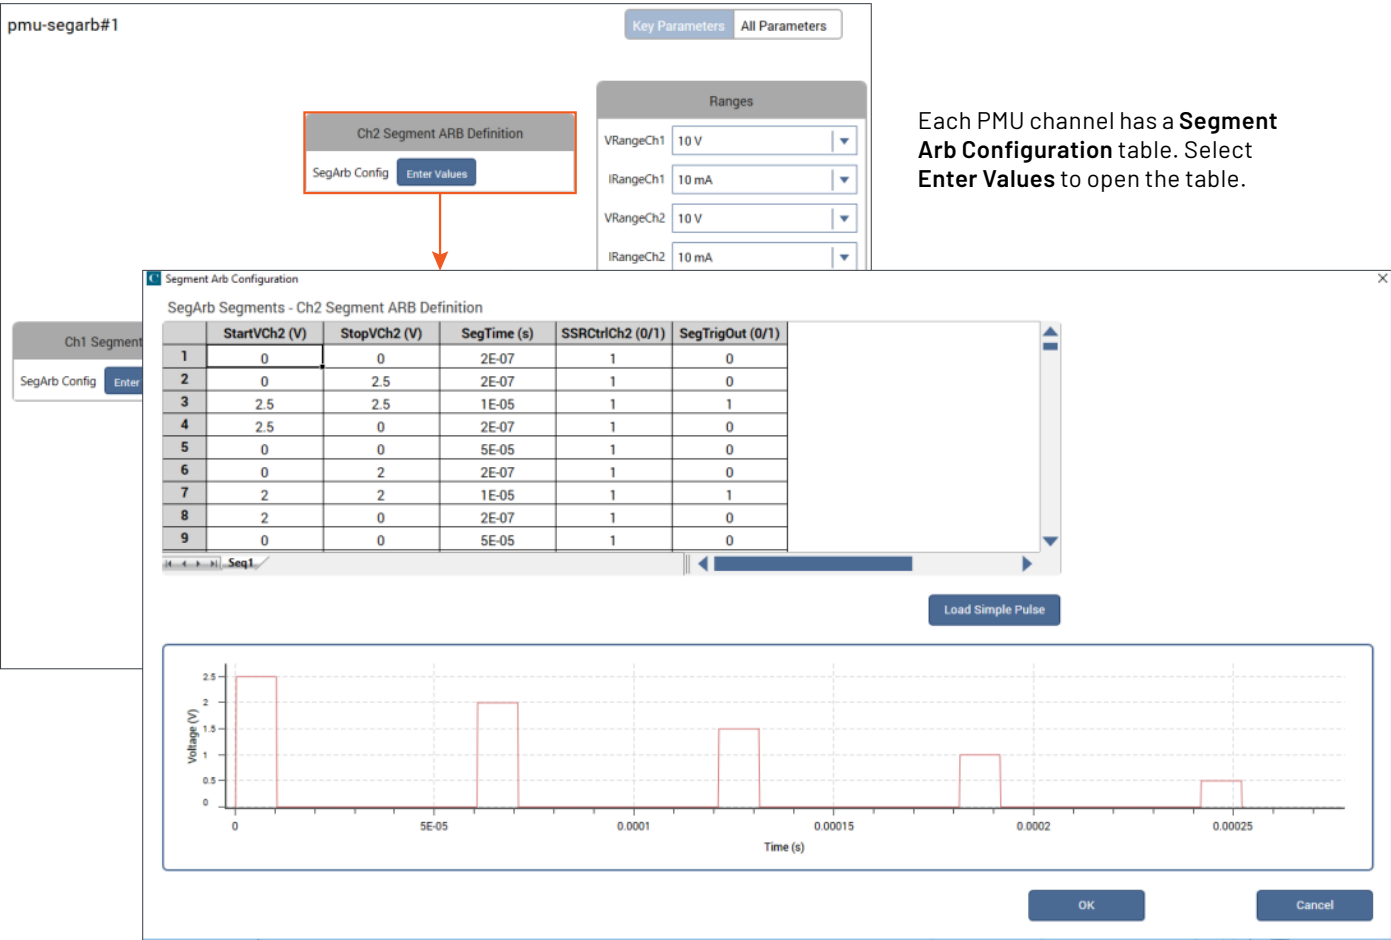 pmu-segarb#1
Key Parameters All Parameters
Ranges
Ch2 Segment ARB Definition
SegArb Config Enter Values
VRangeCh1 10 V
IRangeCh1 10 mA
VRangeCh2 10 V
IRangeCh2 10 mA
Each PMU channel has a Segment
Arb Configuration table. Select
Enter Values to open the table.
Ch1 Segment
SegArb Config Enter
C Segment Arb Configuration
SegArb Segments - Ch2 Segment ARB Definition
StartVCh2 (V) StopVCh2 (V) SegTime (s) SSRCtrlCh2 (0/1) SegTrigOut (0/1)
1 0 0 2E-07 1 0
2 0 2.5 2E-07 1 0
3 2.5 2.5 1E-05 1 1
4 2.5 0 2E-07 1 0
5 0 0 5E-05 1 0
6 0 2 2E-07 1 0
7 2 2 1E-05 1 1
8 2 0 2E-07 1 0
9 0 0 5E-05 1 0
Seq1
Load Simple Pulse
Voltage (V)
2.5
2
1.5
1
0.5
0
0 5E-05 0.0001 0.00015 0.0002 0.00025
Time (s)
OK Cancel